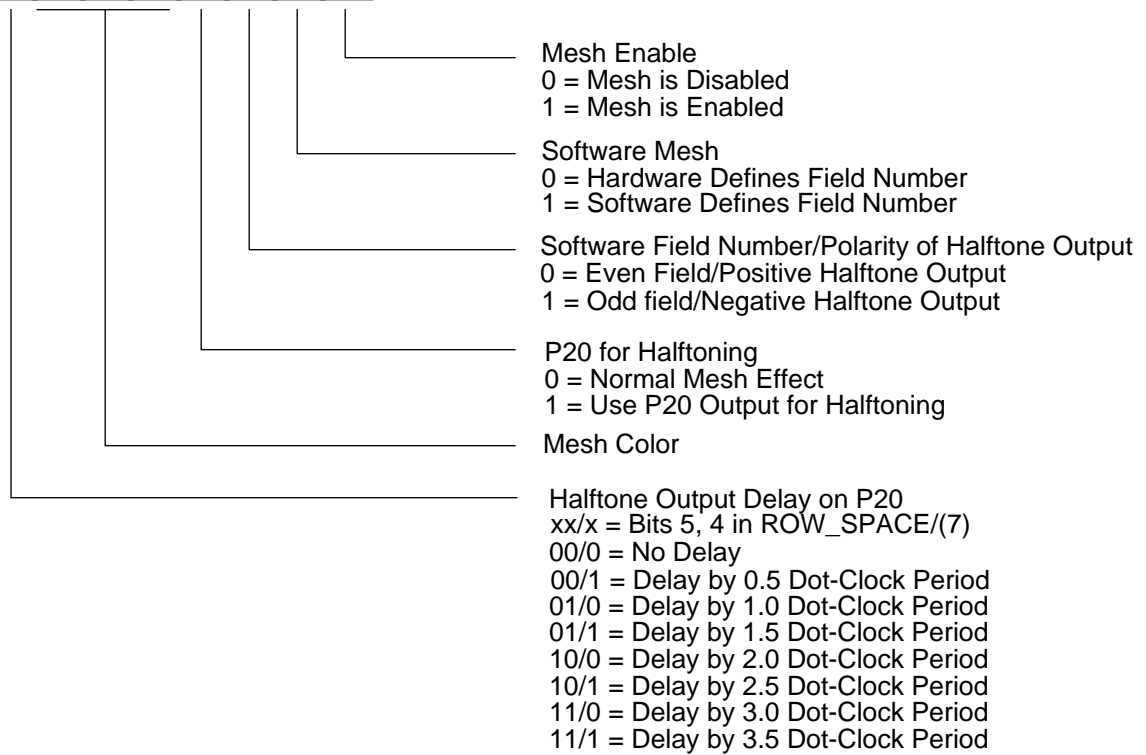 Mesh Enable
0 = Mesh is Disabled
1 = Mesh is Enabled
Software Mesh
0 = Hardware Defines Field Number
1 = Software Defines Field Number
Software Field Number/Polarity of Halftone Output
0 = Even Field/Positive Halftone Output
1 = Odd field/Negative Halftone Output
P20 for Halftoning
0 = Normal Mesh Effect
1 = Use P20 Output for Halftoning
Mesh Color
Halftone Output Delay on P20
xx/x = Bits 5, 4 in ROW_SPACE/(7)
00/0 = No Delay
00/1 = Delay by 0.5 Dot-Clock Period
01/0 = Delay by 1.0 Dot-Clock Period
01/1 = Delay by 1.5 Dot-Clock Period
10/0 = Delay by 2.0 Dot-Clock Period
10/1 = Delay by 2.5 Dot-Clock Period
11/0 = Delay by 3.0 Dot-Clock Period
11/1 = Delay by 3.5 Dot-Clock Period